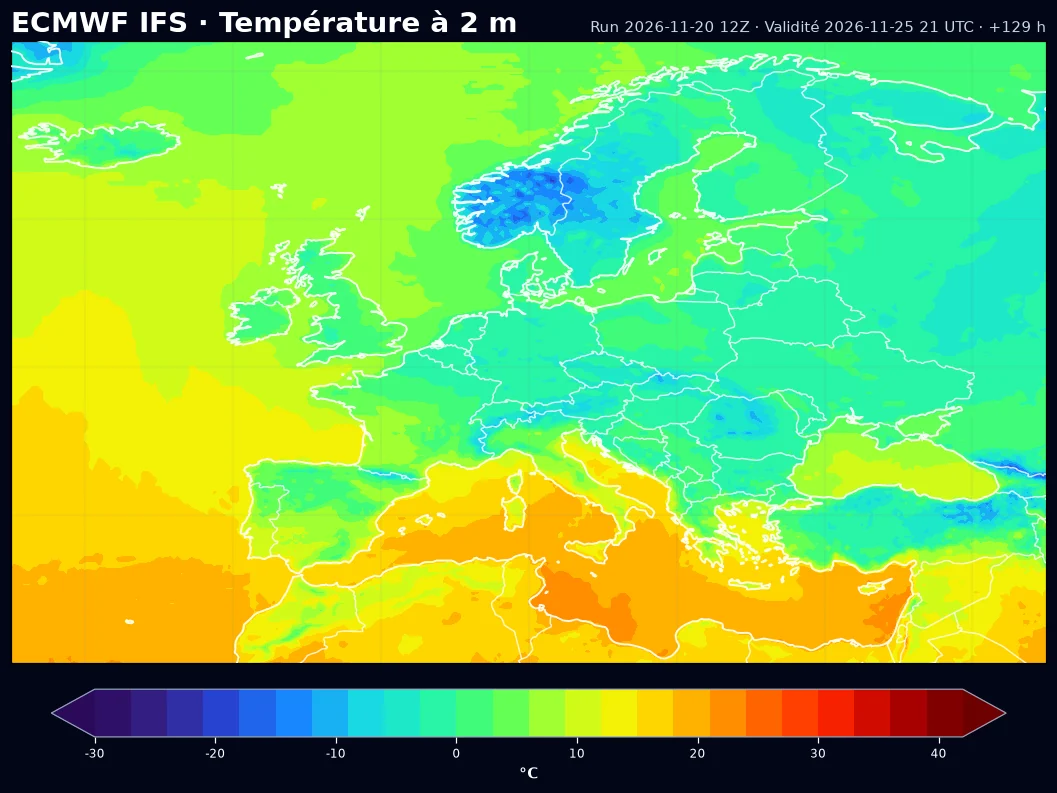 ECMWF IFS · Température à 2 m
Run 2026-11-20 12Z · Validité 2026-11-25 21 UTC · +129 h
-30 -20 -10 0 10 20 30 40
°C